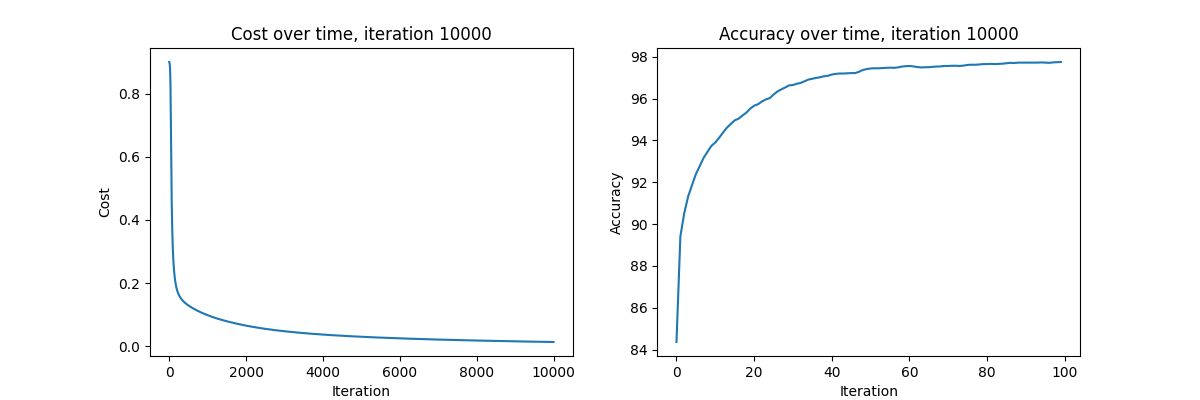 Cost over time, iteration 10000
0.8
0.6
0.4
0.2
0.0
Cost
0 2000 4000 6000 8000 10000
Iteration
Accuracy over time, iteration 10000
98
96
94
92
90
88
86
84
Accuracy
0 20 40 60 80 100
Iteration